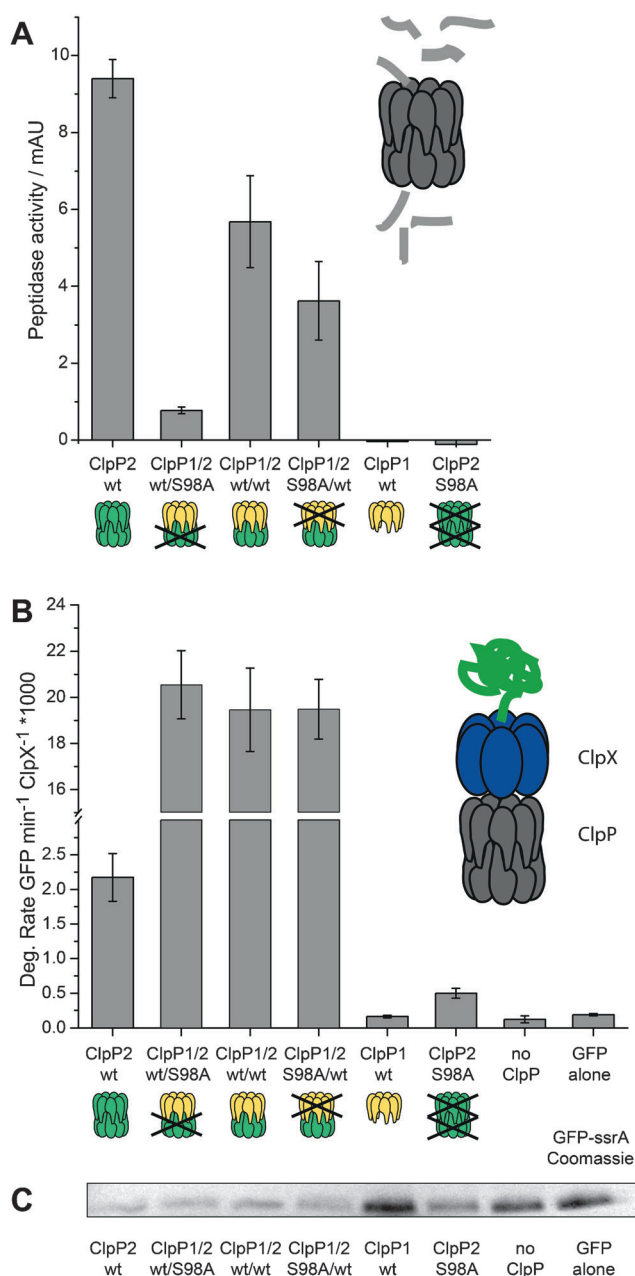 A
Peptidase activity / mAU
10
8
6
4
2
0
ClpP2 ClpP1/2 ClpP1/2 ClpP1/2 ClpP1 ClpP2
wt wt/S98A wt/wt S98A/wt wt S98A
B
Deg. Rate GFP min⁻¹ ClpX⁻¹ *1000
24
22
20
18
16
2.5
2.0
1.5
1.0
0.5
0.0
ClpX
ClpP
ClpP2 ClpP1/2 ClpP1/2 ClpP1/2 ClpP1 ClpP2 no GFP
wt wt/S98A wt/wt S98A/wt wt S98A ClpP alone
GFP-ssrA
Coomassie
C
ClpP2 ClpP1/2 ClpP1/2 ClpP1/2 ClpP1 ClpP2 no GFP
wt wt/S98A wt/wt S98A/wt wt S98A ClpP alone